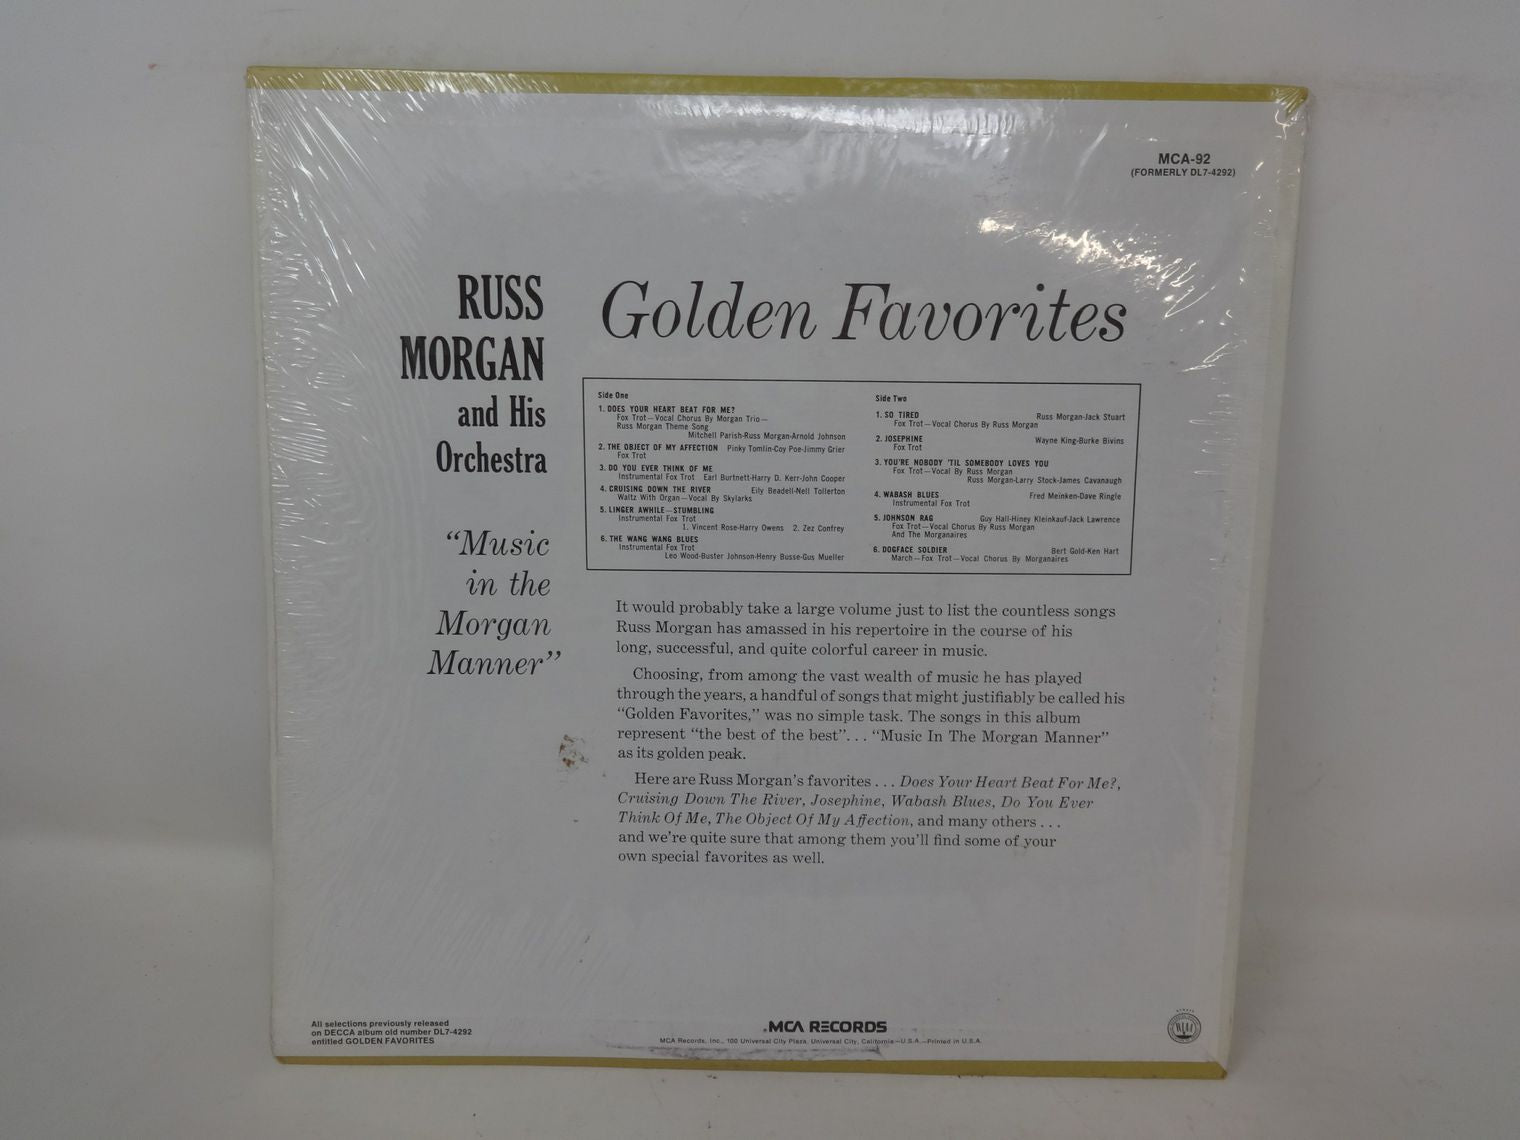 MCA-92
(FORMERLY DL7-4292)
RUSS
MORGAN
and His
Orchestra
"Music
in the
Morgan
Manner"
Golden Favorites
Side One
1. DOES YOUR HEART BEAT FOR ME?
Fox Trot—Vocal Chorus By Morgan Trio—
Russ Morgan Theme Song
Mitchell Parish-Russ Morgan-Arnold Johnson
2. THE OBJECT OF MY AFFECTION Pinky Tomlin-Coy Poe-Jimmy Grier
Fox Trot
3. DO YOU EVER THINK OF ME
Instrumental Fox Trot Earl Burtnett-Harry D. Kerr-John Cooper
4. CRUISING DOWN THE RIVER Eily Beadell-Nell Tollerton
Waltz With Organ—Vocal By Skylarks
5. LINGER AWHILE—STUMBLING
Instrumental Fox Trot
1. Vincent Rose-Harry Owens 2. Zez Confrey
6. THE WANG WANG BLUES
Instrumental Fox Trot
Leo Wood-Buster Johnson-Henry Busse-Gus Mueller
Side Two
1. SO TIRED Russ Morgan-Jack Stuart
Fox Trot—Vocal Chorus By Russ Morgan
2. JOSEPHINE Wayne King-Burke Bivins
Fox Trot
3. YOU'RE NOBODY 'TIL SOMEBODY LOVES YOU
Fox Trot—Vocal By Russ Morgan
Russ Morgan-Larry Stock-James Cavanaugh
4. WABASH BLUES Fred Meinken-Dave Ringle
Instrumental Fox Trot
5. JOHNSON RAG Guy Hall-Hiney Kleinkauf-Jack Lawrence
Fox Trot—Vocal Chorus By Russ Morgan
And The Morganaires
6. DOGFACE SOLDIER Bert Gold-Ken Hart
March—Fox Trot—Vocal Chorus By Morganaires
It would probably take a large volume just to list the countless songs
Russ Morgan has amassed in his repertoire in the course of his
long, successful, and quite colorful career in music.
Choosing, from among the vast wealth of music he has played
through the years, a handful of songs that might justifiably be called his
"Golden Favorites," was no simple task. The songs in this album
represent "the best of the best"... "Music In The Morgan Manner"
as its golden peak.
Here are Russ Morgan's favorites . . . Does Your Heart Beat For Me?,
Cruising Down The River, Josephine, Wabash Blues, Do You Ever
Think Of Me, The Object Of My Affection, and many others . . .
and we're quite sure that among them you'll find some of your
own special favorites as well.
All selections previously released
on DECCA album old number DL7-4292
entitled GOLDEN FAVORITES
MCA RECORDS
MCA Records, Inc., 100 Universal City Plaza, Universal City, California—U.S.A.—Printed in U.S.A.